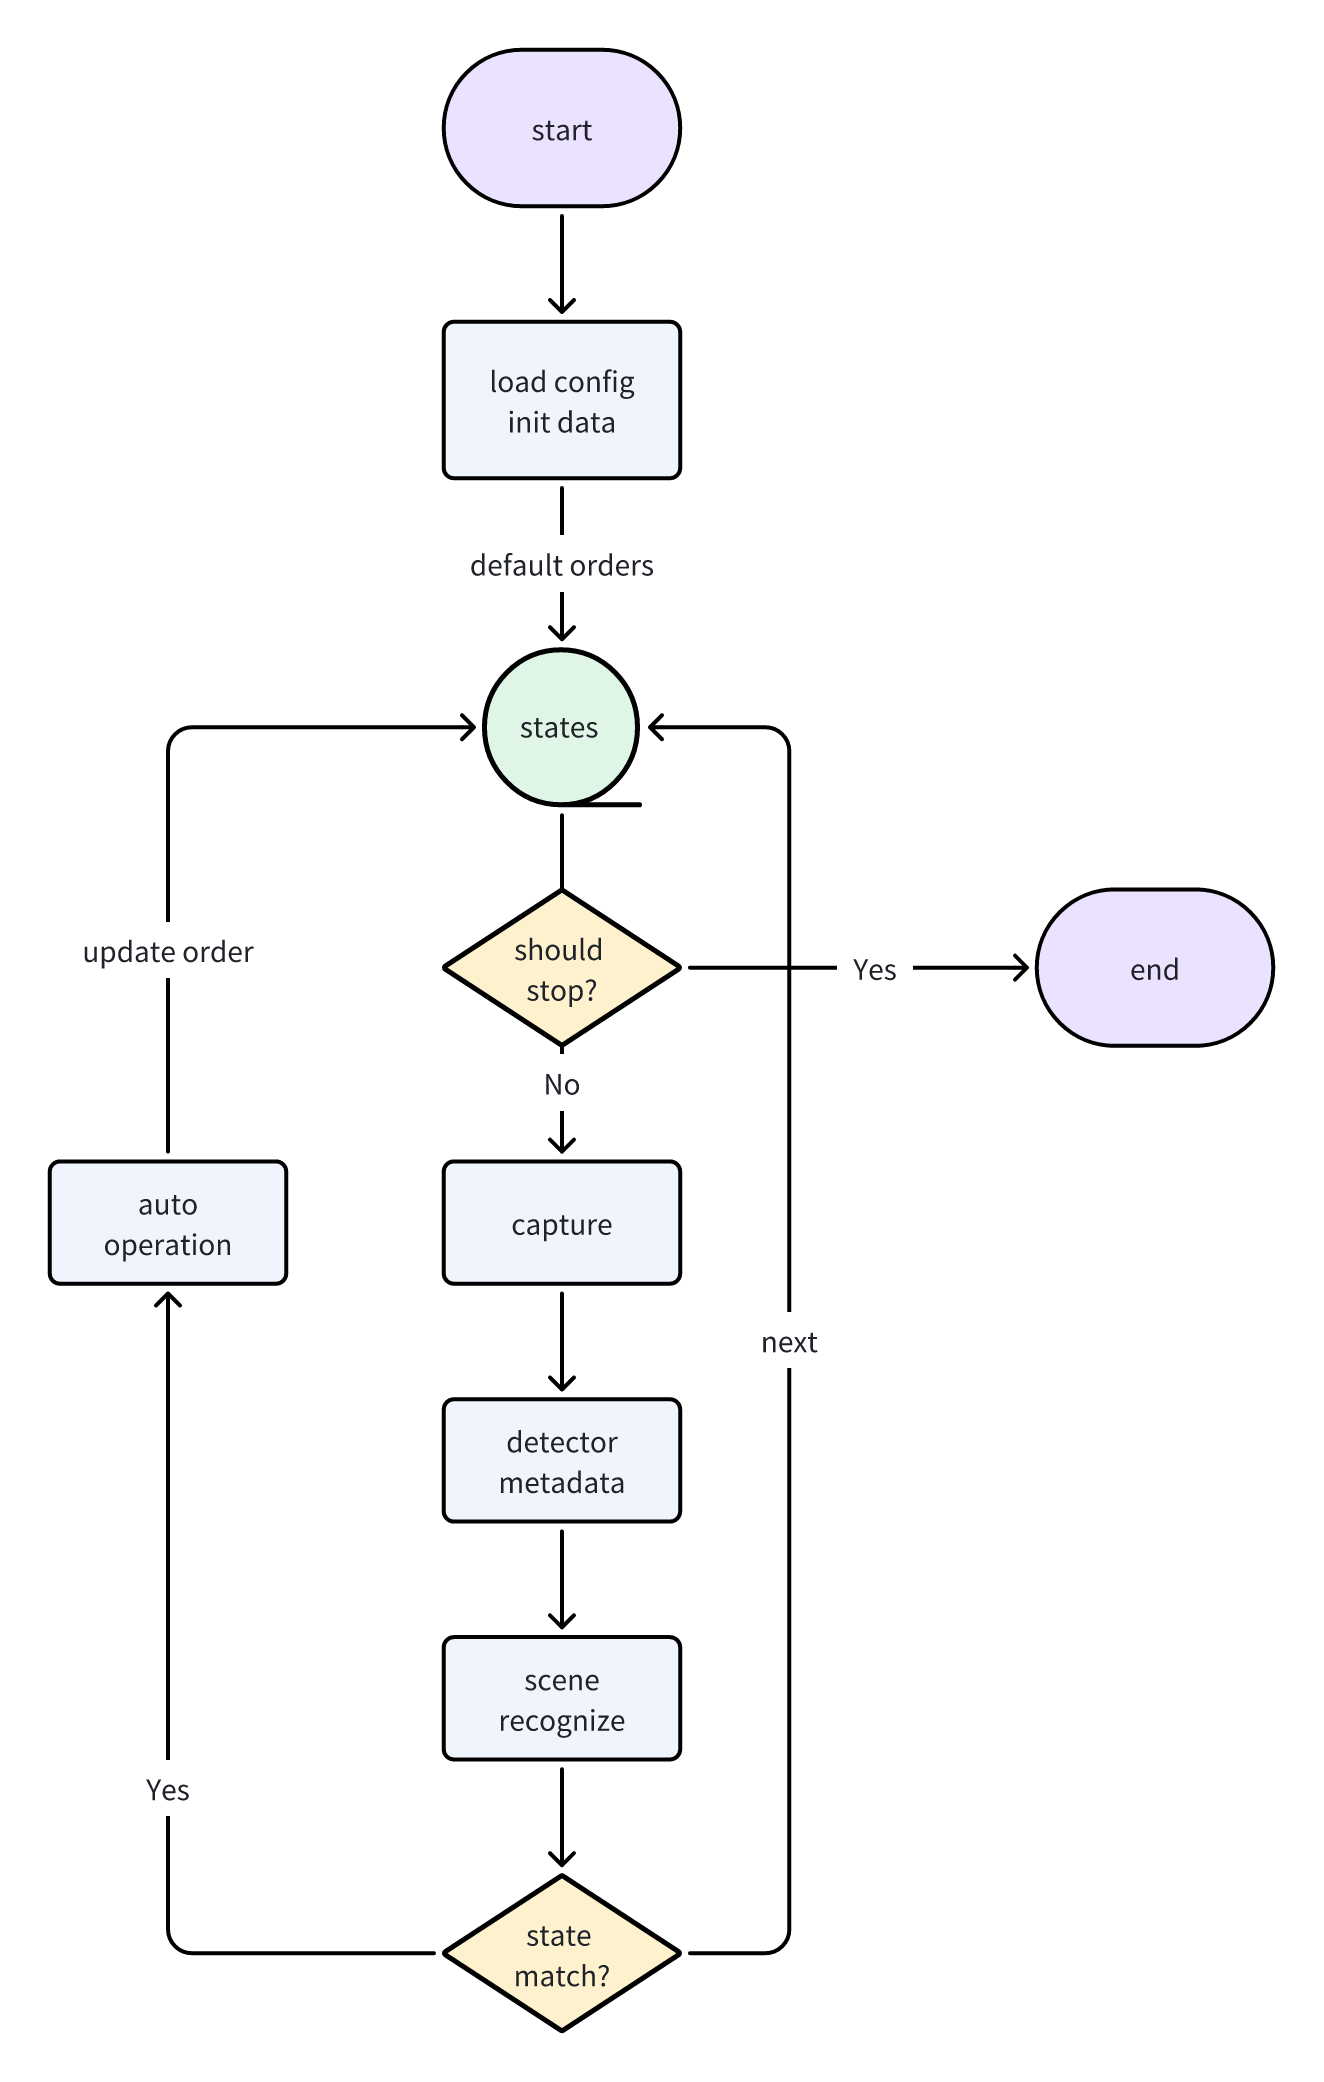 start
load config
init data
default orders
states
update order
should
stop?
Yes
end
No
auto
operation
capture
next
detector
metadata
scene
recognize
Yes
state
match?